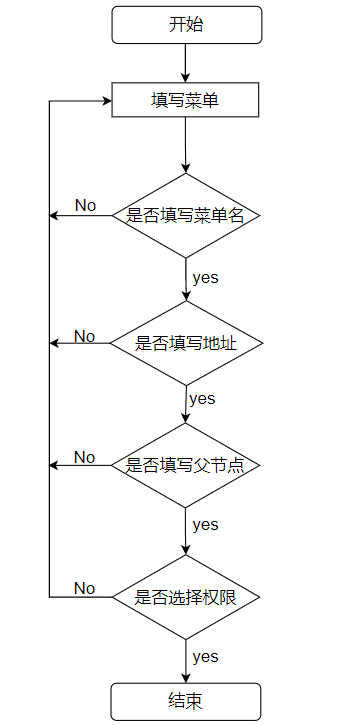 开始
填写菜单
是否填写菜单名
No
yes
是否填写地址
No
yes
是否填写父节点
No
yes
是否选择权限
No
yes
结束